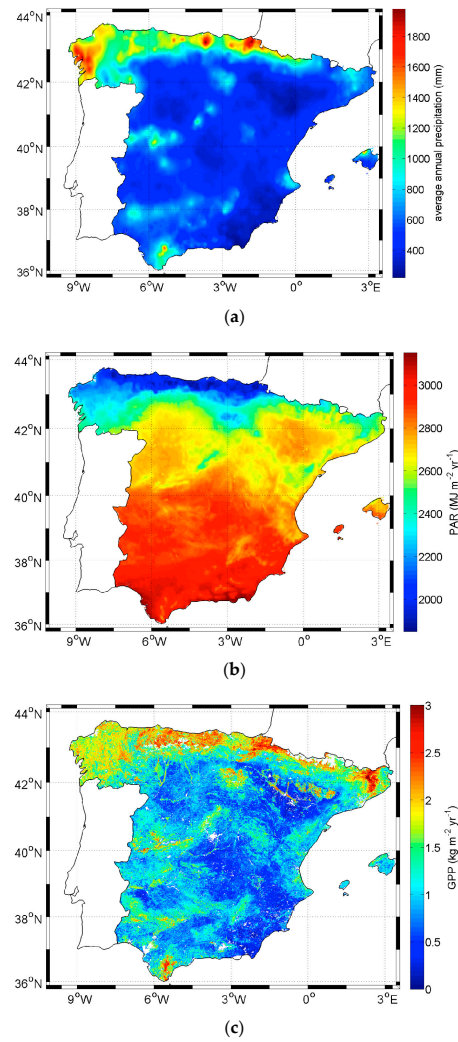 44°N
42°N
40°N
38°N
36°N
9°W 6°W 3°W 0° 3°E
1800
1600
1400
1200
1000
800
600
400
average annual precipitation (mm)
(a)
44°N
42°N
40°N
38°N
36°N
9°W 6°W 3°W 0° 3°E
3000
2800
2600
2400
2200
2000
PAR (MJ m⁻² yr⁻¹)
(b)
44°N
42°N
40°N
38°N
36°N
9°W 6°W 3°W 0° 3°E
3
2.5
2
1.5
1
0.5
0
GPP (kg m⁻² yr⁻¹)
(c)